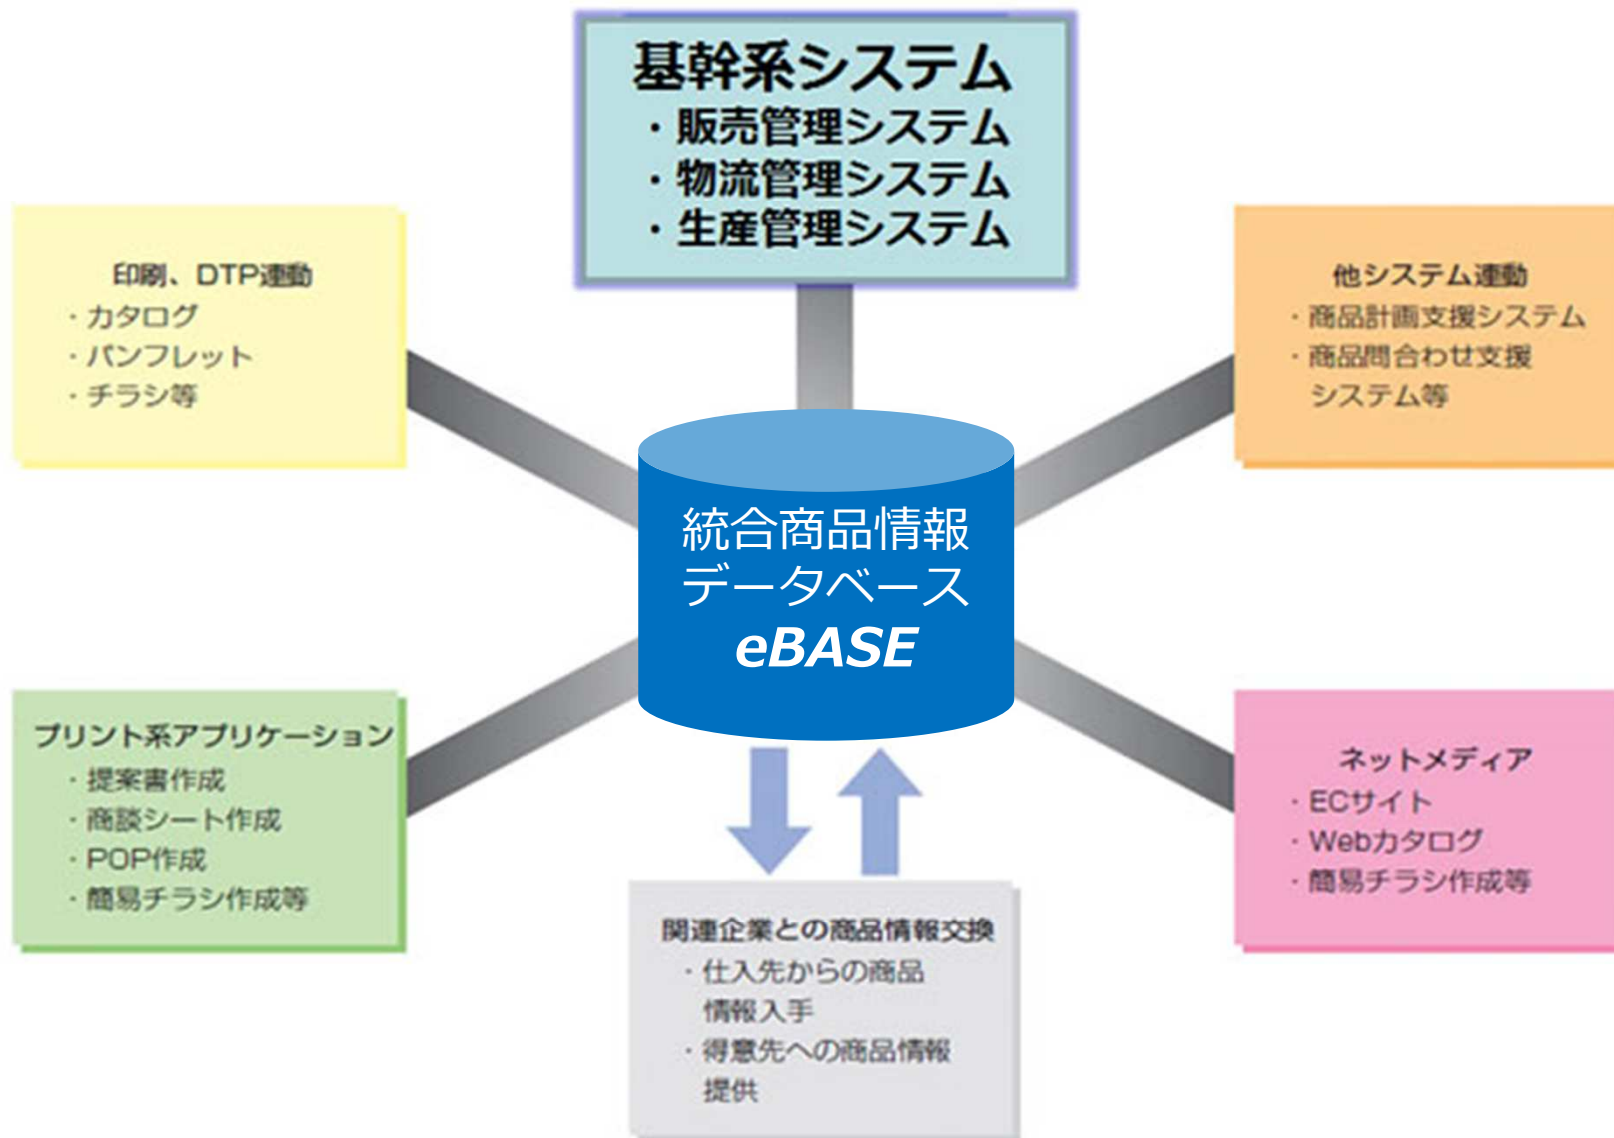 基幹系システム
・販売管理システム
・物流管理システム
・生産管理システム
印刷、DTP連動
・カタログ
・パンフレット
・チラシ等
他システム連動
・商品計画支援システム
・商品問合わせ支援
システム等
統合商品情報
データベース
eBASE
プリント系アプリケーション
・提案書作成
・商談シート作成
・POP作成
・簡易チラシ作成等
ネットメディア
・ECサイト
・Webカタログ
・簡易チラシ作成等
関連企業との商品情報交換
・仕入先からの商品
情報入手
・得意先への商品情報
提供